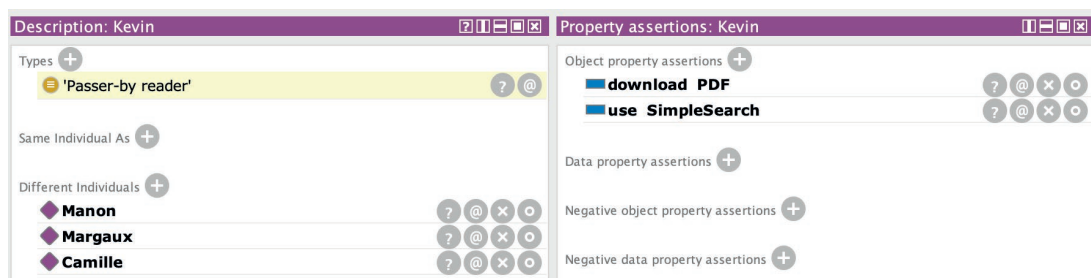 Description: Kevin
Types
'Passer-by reader'
Same Individual As
Different Individuals
Manon
Margaux
Camille
Property assertions: Kevin
Object property assertions
download PDF
use SimpleSearch
Data property assertions
Negative object property assertions
Negative data property assertions